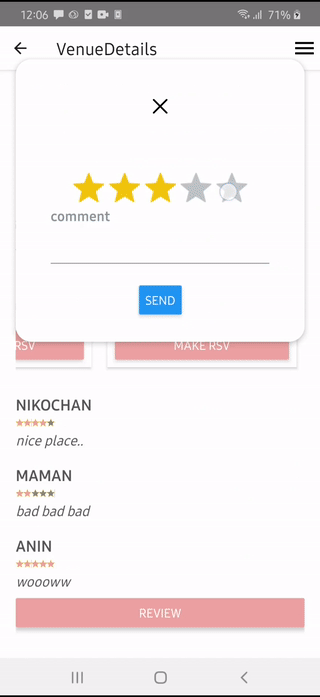 12:06
71%
VenueDetails
comment
SEND
RSV
MAKE RSV
NIKOCHAN
nice place..
MAMAN
bad bad bad
ANIN
woooww
REVIEW